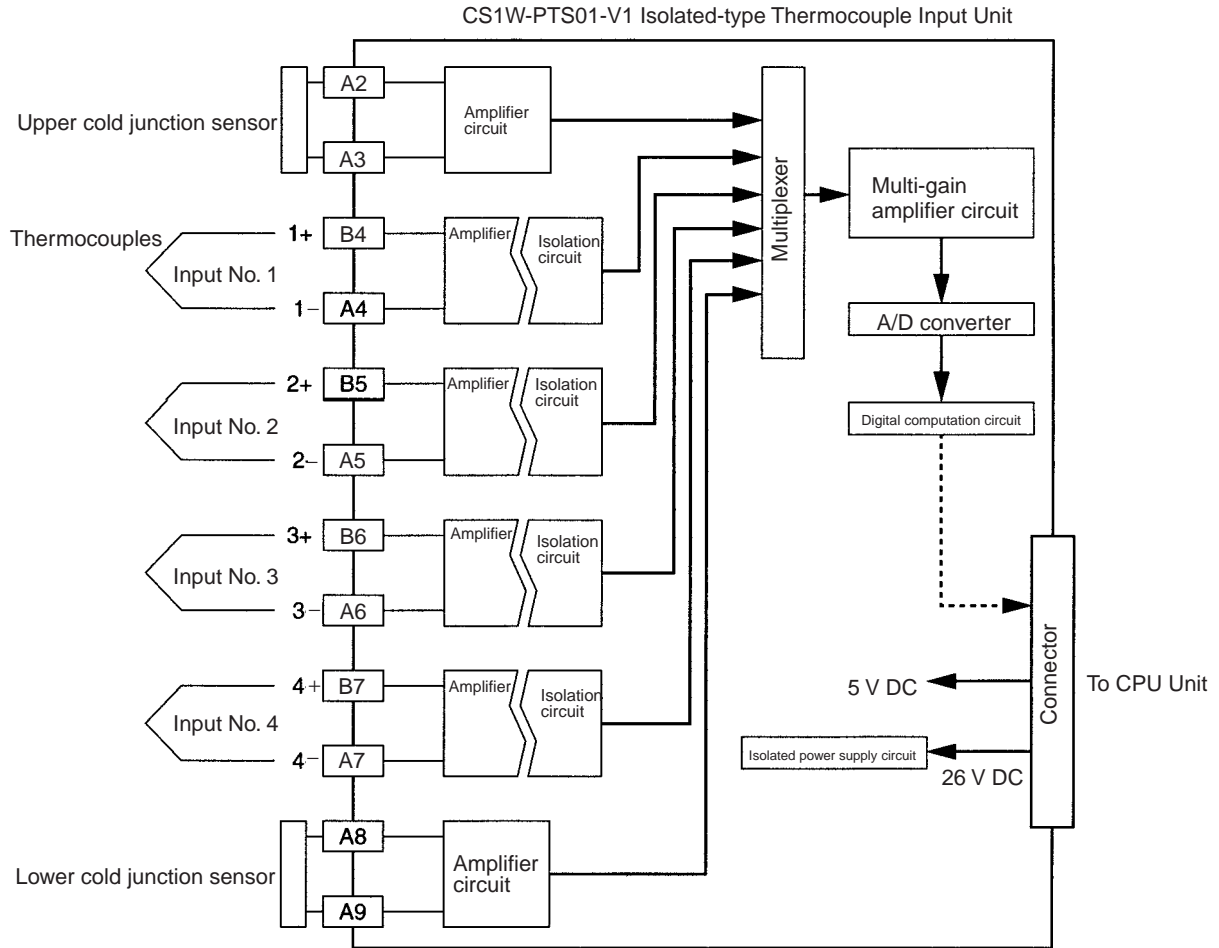 CS1W-PTS01-V1 Isolated-type Thermocouple Input Unit
Upper cold junction sensor
A2
A3
Amplifier
circuit
Thermocouples
Input No. 1
1+
B4
1−
A4
Amplifier
Isolation
circuit
Input No. 2
2+
B5
2−
A5
Amplifier
Isolation
circuit
Input No. 3
3+
B6
3−
A6
Amplifier
Isolation
circuit
Input No. 4
4+
B7
4−
A7
Amplifier
Isolation
circuit
Lower cold junction sensor
A8
A9
Amplifier
circuit
Multiplexer
Multi-gain
amplifier circuit
A/D converter
Digital computation circuit
5 V DC
Isolated power supply circuit
26 V DC
Connector
To CPU Unit